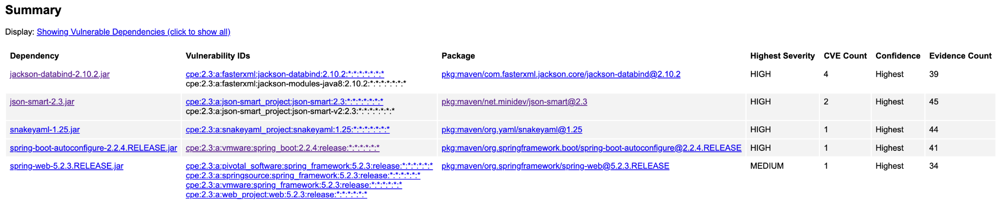 Summary
Display: Showing Vulnerable Dependencies (click to show all)
Dependency Vulnerability IDs Package Highest Severity CVE Count Confidence Evidence Count
jackson-databind-2.10.2.jar cpe:2.3:a:fasterxml:jackson-databind:2.10.2:*:*:*:*:*:*:* pkg:maven/com.fasterxml.jackson.core/jackson-databind@2.10.2 HIGH 4 Highest 39
cpe:2.3:a:fasterxml:jackson-modules-java8:2.10.2:*:*:*:*:*:*:*
json-smart-2.3.jar cpe:2.3:a:json-smart_project:json-smart:2.3:*:*:*:*:*:*:* pkg:maven/net.minidev/json-smart@2.3 HIGH 2 Highest 45
cpe:2.3:a:json-smart_project:json-smart-v2:2.3:*:*:*:*:*:*:*
snakeyaml-1.25.jar cpe:2.3:a:snakeyaml_project:snakeyaml:1.25:*:*:*:*:*:*:* pkg:maven/org.yaml/snakeyaml@1.25 HIGH 1 Highest 44
spring-boot-autoconfigure-2.2.4.RELEASE.jar cpe:2.3:a:vmware:spring_boot:2.2.4:release:*:*:*:*:*:* pkg:maven/org.springframework.boot/spring-boot-autoconfigure@2.2.4.RELEASE HIGH 1 Highest 41
spring-web-5.2.3.RELEASE.jar cpe:2.3:a:pivotal_software:spring_framework:5.2.3:release:*:*:*:*:*:* pkg:maven/org.springframework/spring-web@5.2.3.RELEASE MEDIUM 1 Highest 34
cpe:2.3:a:springsource:spring_framework:5.2.3:release:*:*:*:*:*:*
cpe:2.3:a:vmware:spring_framework:5.2.3:release:*:*:*:*:*:*
cpe:2.3:a:web_project:web:5.2.3:release:*:*:*:*:*:*